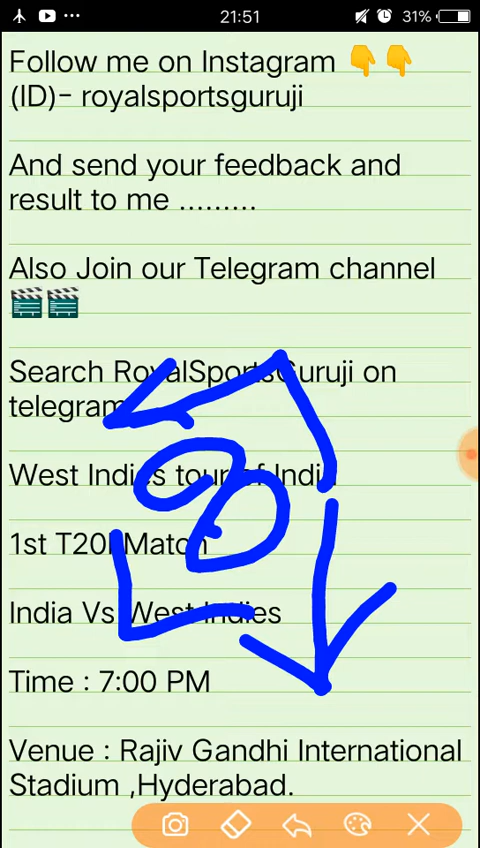 21:51
31%
Follow me on Instagram 👇👇
(ID)- royalsportsguruji
And send your feedback and
result to me .........
Also Join our Telegram channel
🎬🎬
Search RoyalSportsGuruji on
telegram
West Indies tour of India
1st T20I Match
India Vs West Indies
Time : 7:00 PM
Venue : Rajiv Gandhi International
Stadium ,Hyderabad.